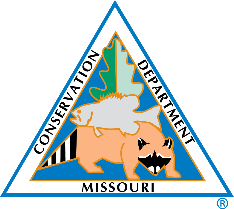 CONSERVATION
DEPARTMENT
MISSOURI
®